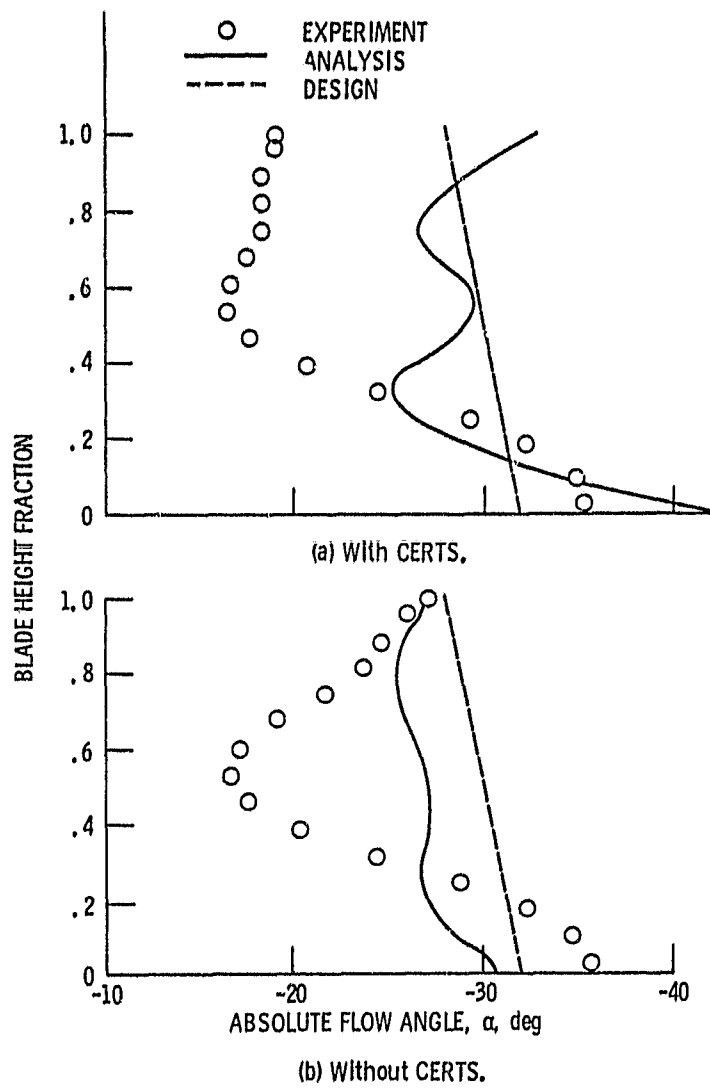 EXPERIMENT
ANALYSIS
DESIGN
1.0
.8
.6
.4
.2
0
(a) With CERTS.
BLADE HEIGHT FRACTION
1.0
.8
.6
.4
.2
0
-10
-20
-30
-40
ABSOLUTE FLOW ANGLE, α, deg
(b) Without CERTS.